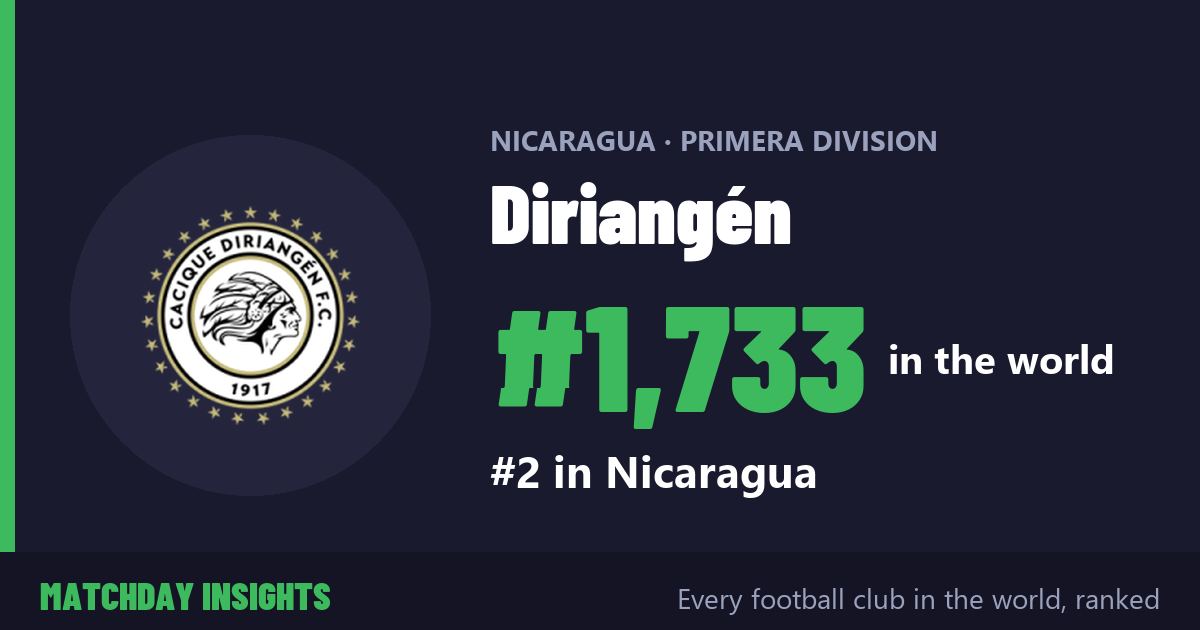 CACIQUE DIRIANGÉN F.C.
1917
NICARAGUA · PRIMERA DIVISION
Diriangén
#1,733 in the world
#2 in Nicaragua
MATCHDAY INSIGHTS
Every football club in the world, ranked